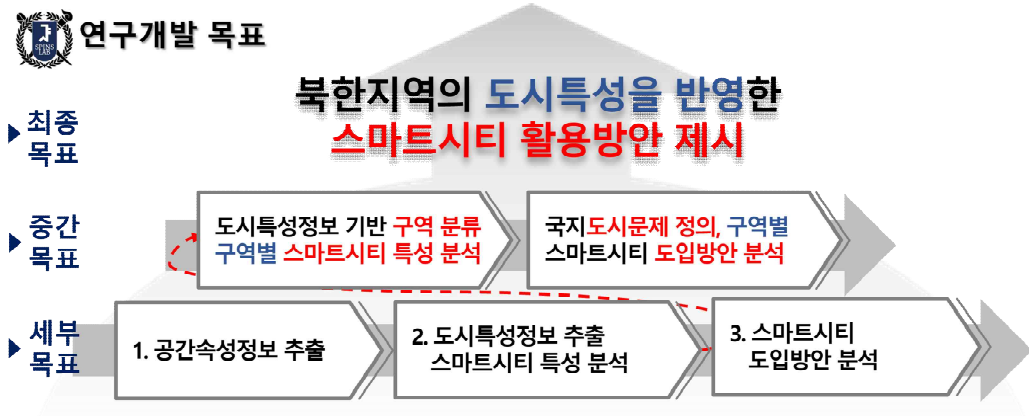 SPINS
LAB
연구개발 목표
북한지역의 도시특성을 반영한
스마트시티 활용방안 제시
최종
목표
중간
목표
도시특성정보 기반 구역 분류
구역별 스마트시티 특성 분석
국지도시문제 정의, 구역별
스마트시티 도입방안 분석
세부
목표
1. 공간속성정보 추출
2. 도시특성정보 추출
스마트시티 특성 분석
3. 스마트시티
도입방안 분석